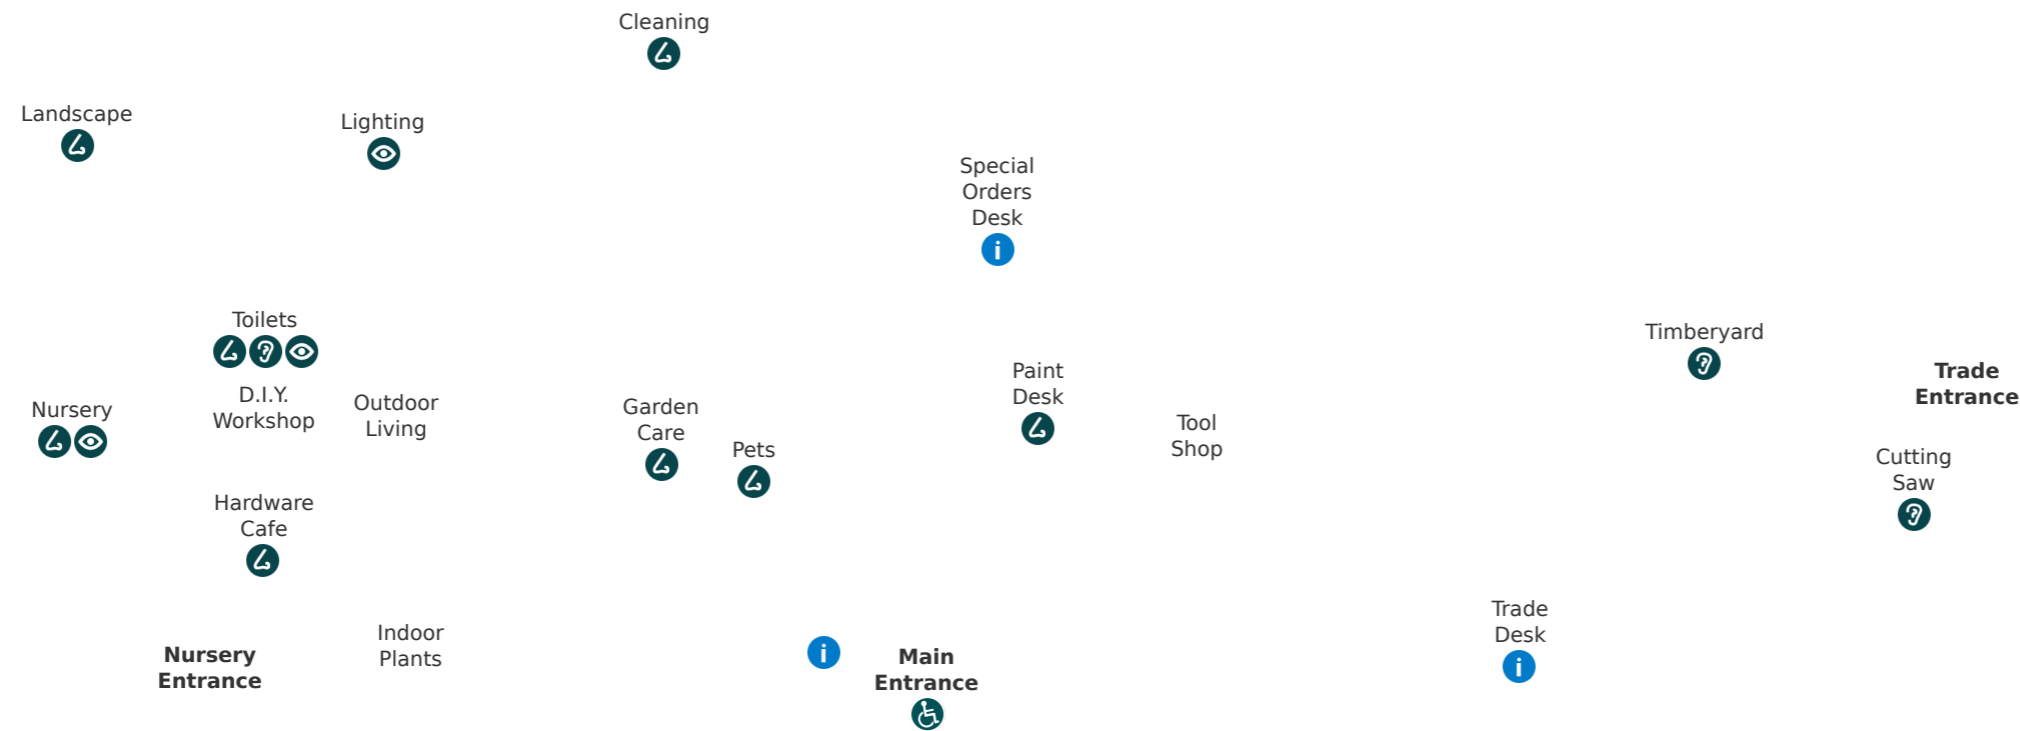 Cleaning
Landscape
Lighting
Special
Orders
Desk
i
Toilets
Timberyard
Paint
Desk
Trade
Entrance
D.I.Y.
Workshop
Outdoor
Living
Nursery
Garden
Care
Tool
Shop
Pets
Cutting
Saw
Hardware
Cafe
Trade
Desk
i
Indoor
Plants
Nursery
Entrance
i
Main
Entrance